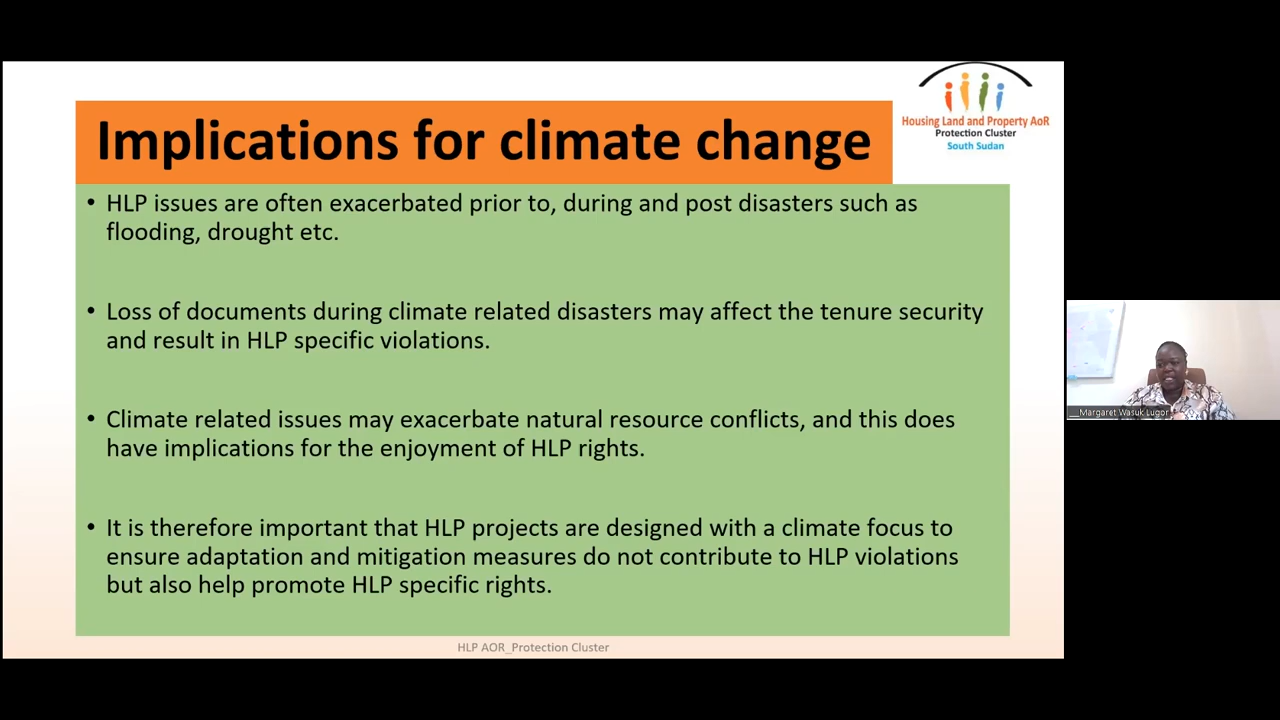 Implications for climate change
Housing Land and Property AoR
Protection Cluster
South Sudan
• HLP issues are often exacerbated prior to, during and post disasters such as
flooding, drought etc.
• Loss of documents during climate related disasters may affect the tenure security
and result in HLP specific violations.
• Climate related issues may exacerbate natural resource conflicts, and this does
have implications for the enjoyment of HLP rights.
• It is therefore important that HLP projects are designed with a climate focus to
ensure adaptation and mitigation measures do not contribute to HLP violations
but also help promote HLP specific rights.
HLP AOR_Protection Cluster
__Margaret Wasuk Lugor